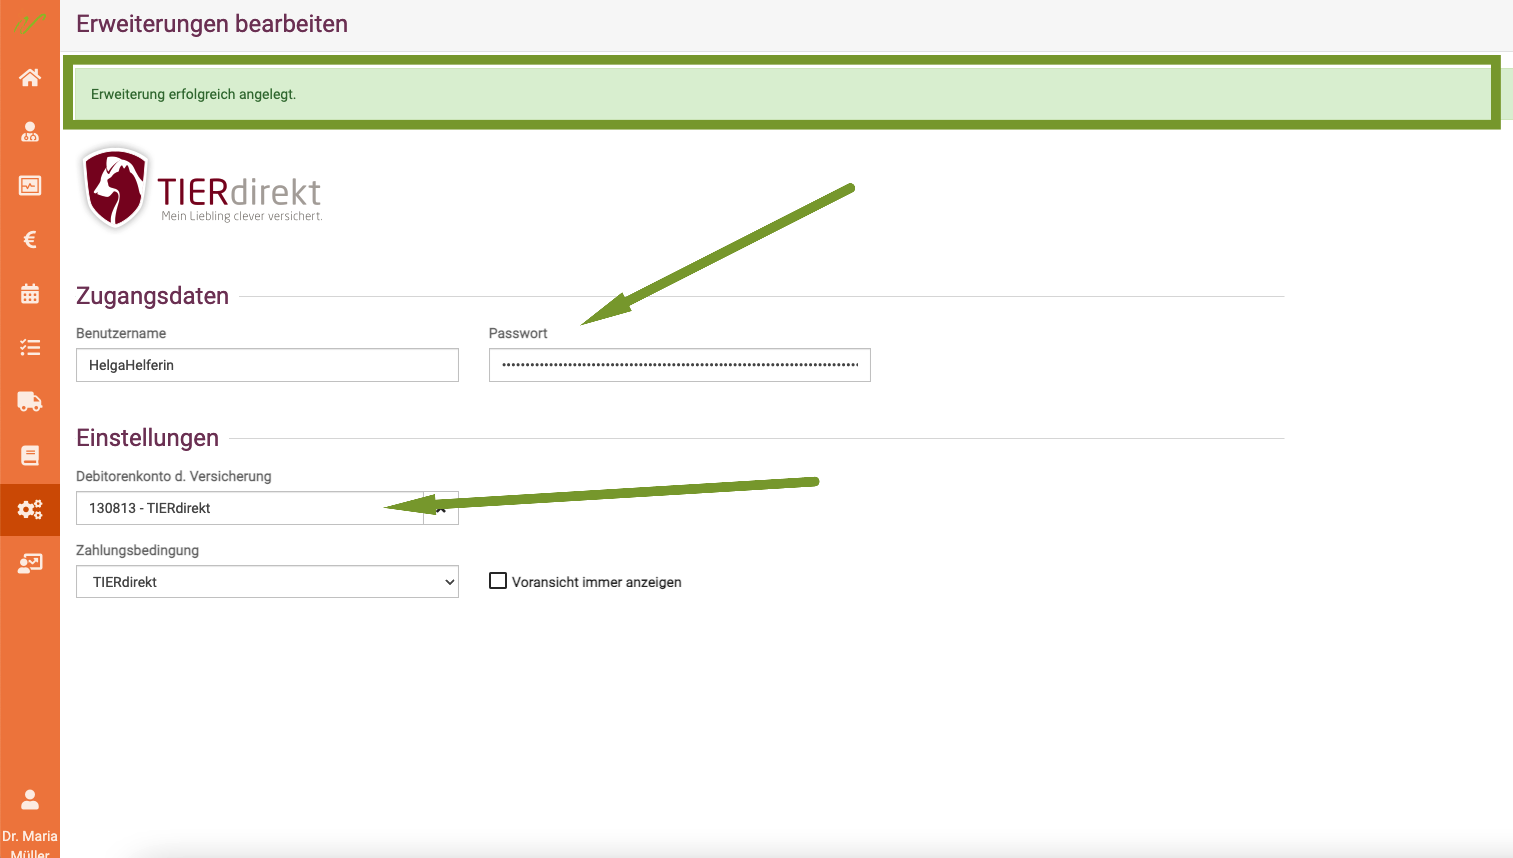 Erweiterungen bearbeiten
Erweiterung erfolgreich angelegt.
TIERdirekt
Mein Liebling clever versichert.
Zugangsdaten
Benutzername
Passwort
HelgaHelferin
Einstellungen
Debitorenkonto d. Versicherung
130813 - TIERdirekt
Zahlungsbedingung
TIERdirekt
Voransicht immer anzeigen
Dr. Maria
Müller